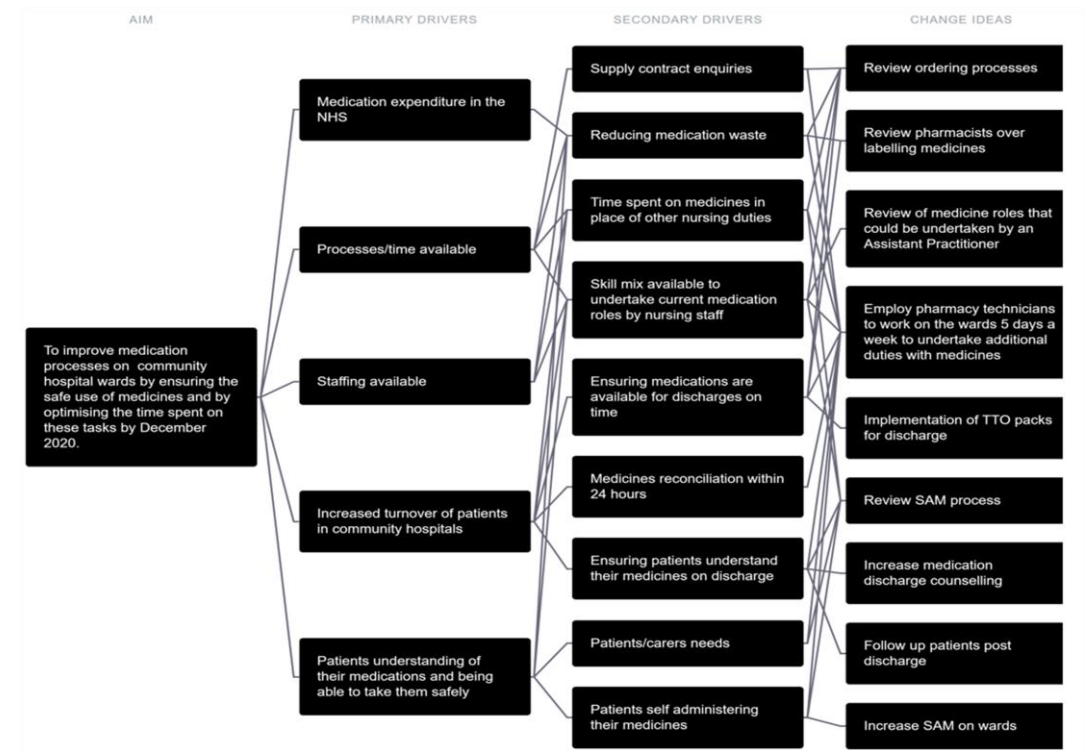 AIM
PRIMARY DRIVERS
SECONDARY DRIVERS
CHANGE IDEAS
To improve medication
processes on community
hospital wards by ensuring the
safe use of medicines and by
optimising the time spent on
these tasks by December
2020.
Medication expenditure in the
NHS
Processes/time available
Staffing available
Increased turnover of patients
in community hospitals
Patients understanding of
their medications and being
able to take them safely
Supply contract enquiries
Reducing medication waste
Time spent on medicines in
place of other nursing duties
Skill mix available to
undertake current medication
roles by nursing staff
Ensuring medications are
available for discharges on
time
Medicines reconciliation within
24 hours
Ensuring patients understand
their medicines on discharge
Patients/carers needs
Patients self administering
their medicines
Review ordering processes
Review pharmacists over
labelling medicines
Review of medicine roles that
could be undertaken by an
Assistant Practitioner
Employ pharmacy technicians
to work on the wards 5 days a
week to undertake additional
duties with medicines
Implementation of TTO packs
for discharge
Review SAM process
Increase medication
discharge counselling
Follow up patients post
discharge
Increase SAM on wards